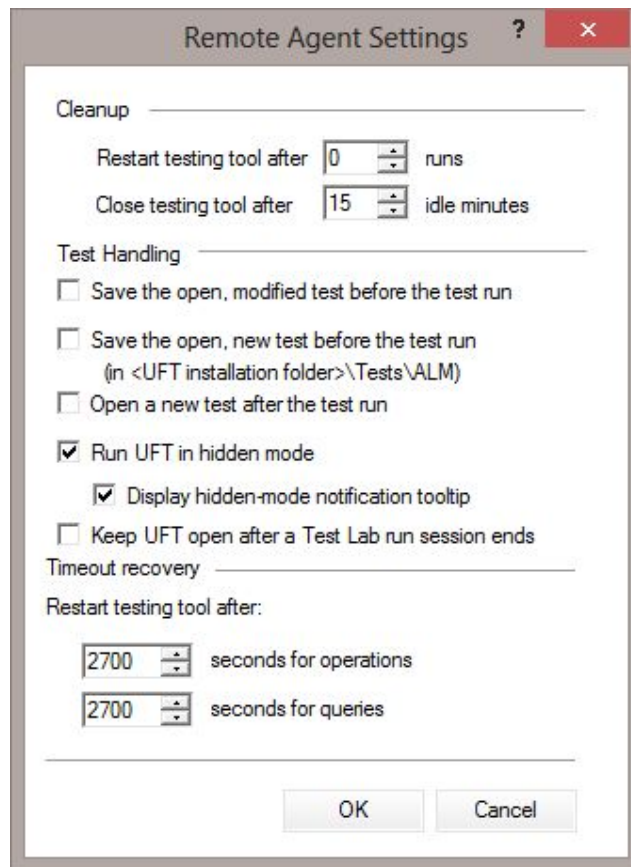 Remote Agent Settings ?
Cleanup
Restart testing tool after 0 runs
Close testing tool after 15 idle minutes
Test Handling
Save the open, modified test before the test run
Save the open, new test before the test run
(in <UFT installation folder>\Tests\ALM)
Open a new test after the test run
Run UFT in hidden mode
Display hidden-mode notification tooltip
Keep UFT open after a Test Lab run session ends
Timeout recovery
Restart testing tool after:
2700 seconds for operations
2700 seconds for queries
OK Cancel